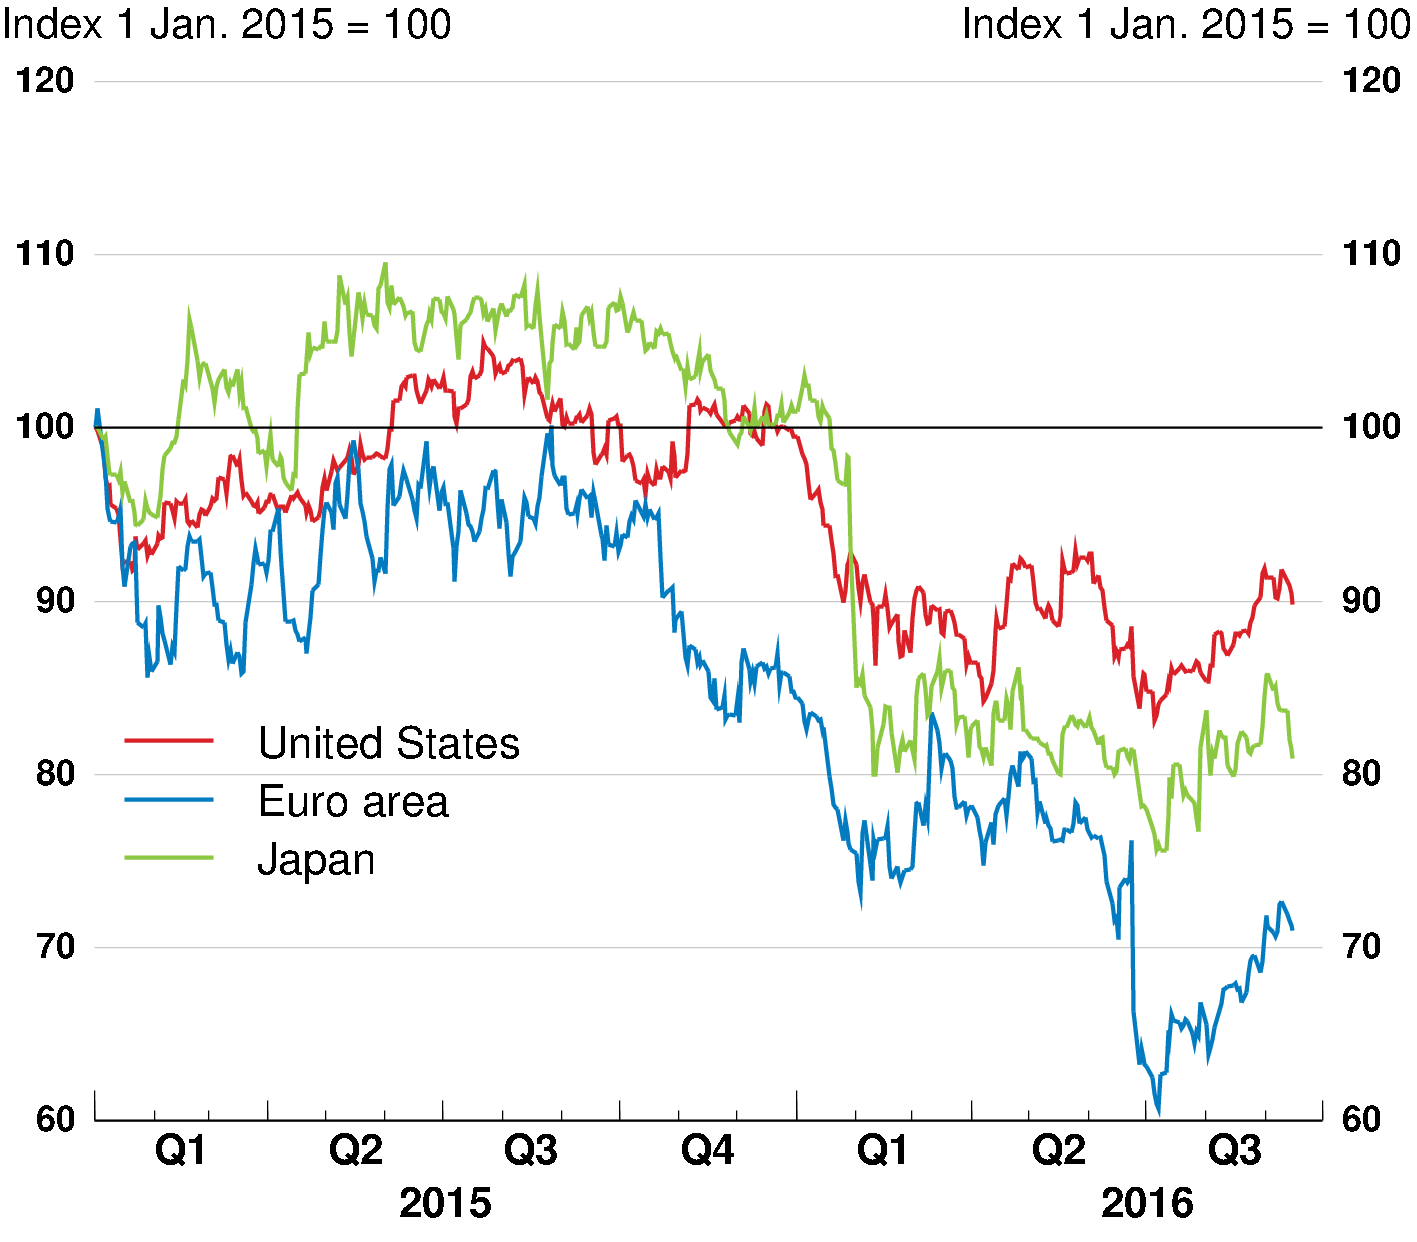 Index 1 Jan. 2015 = 100 Index 1 Jan. 2015 = 100
120 120
110 110
100 100
90 90
United States
80 80
Euro area
Japan
70 70
60 60
Q1 Q2 Q3 Q4 Q1 Q2 Q3
2015 2016